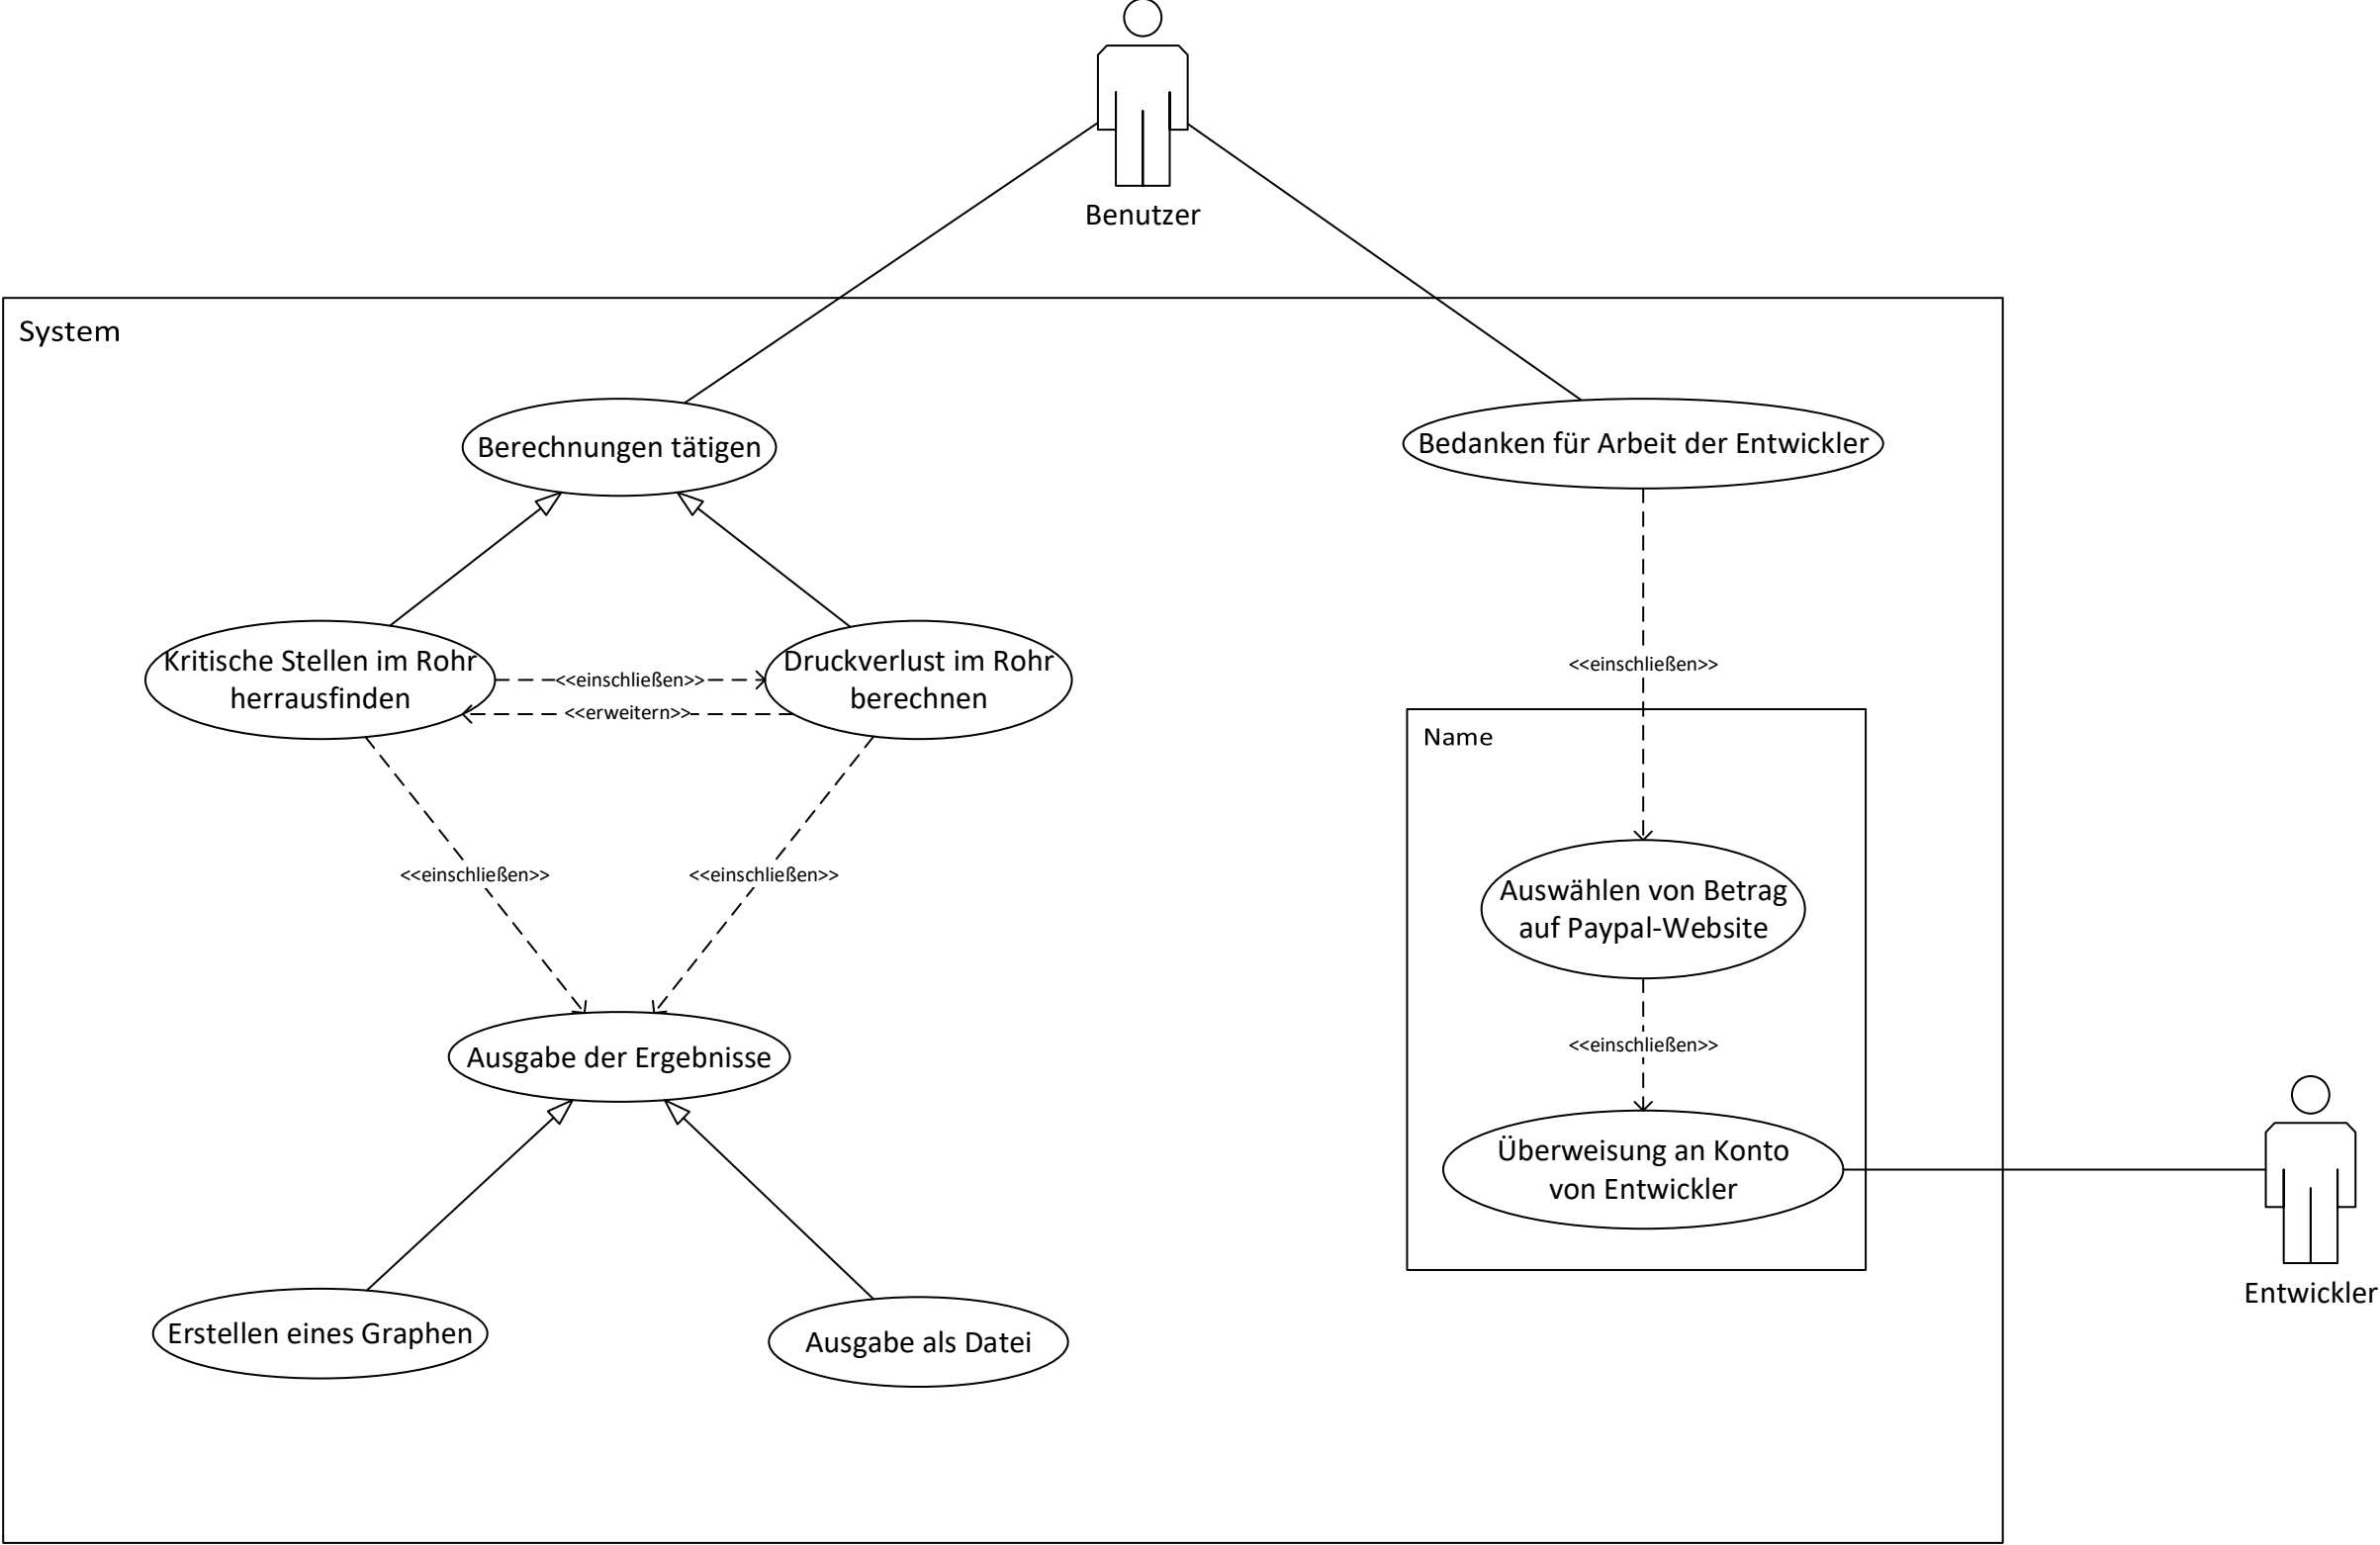 Benutzer
System
Berechnungen tätigen
Bedanken für Arbeit der Entwickler
Kritische Stellen im Rohr
herrausfinden
<<einschließen>>
<<erweitern>>
Druckverlust im Rohr
berechnen
<<einschließen>>
Name
<<einschließen>>
<<einschließen>>
Auswählen von Betrag
auf Paypal-Website
<<einschließen>>
Ausgabe der Ergebnisse
Überweisung an Konto
von Entwickler
Entwickler
Erstellen eines Graphen
Ausgabe als Datei